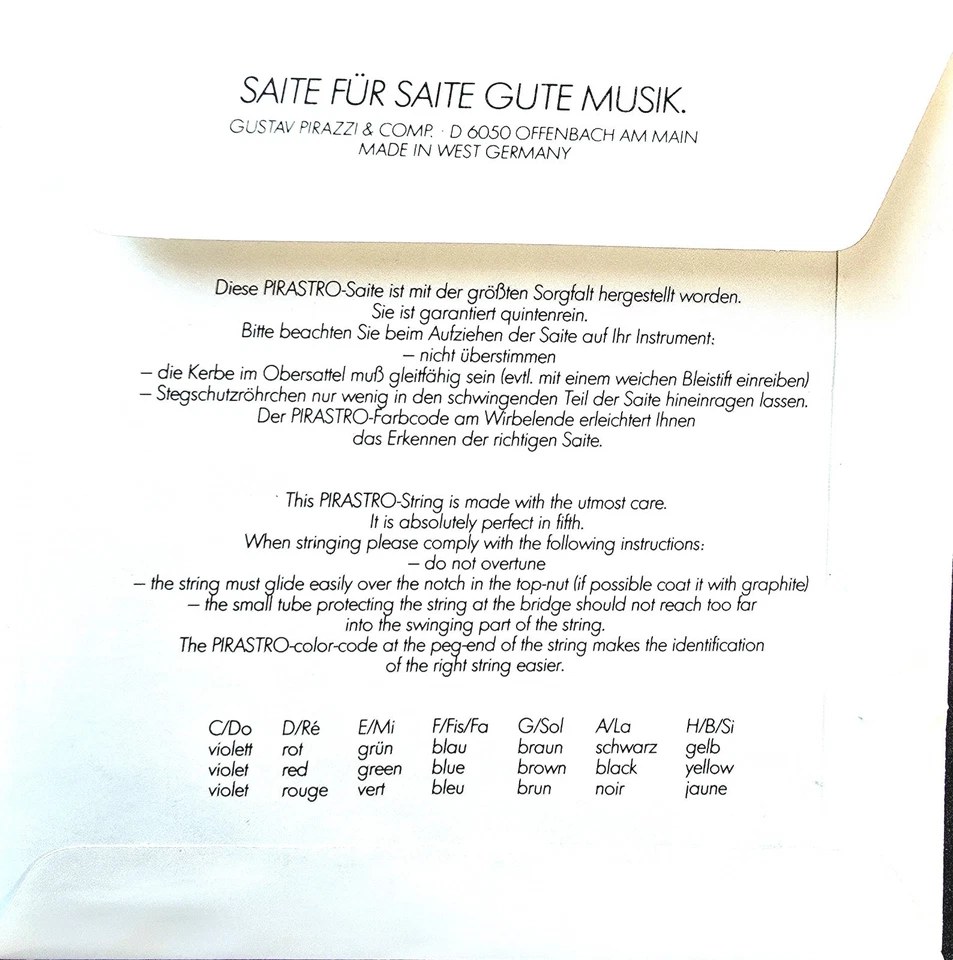 SAITE FÜR SAITE GUTE MUSIK.
GUSTAV PIRAZZI & COMP. · D 6050 OFFENBACH AM MAIN
MADE IN WEST GERMANY
Diese PIRASTRO-Saite ist mit der größten Sorgfalt hergestellt worden.
Sie ist garantiert quintenrein.
Bitte beachten Sie beim Aufziehen der Saite auf Ihr Instrument:
– nicht überstimmen
– die Kerbe im Obersattel muß gleitfähig sein (evtl. mit einem weichen Bleistift einreiben)
– Stegschutzröhrchen nur wenig in den schwingenden Teil der Saite hineinragen lassen.
Der PIRASTRO-Farbcode am Wirbelende erleichtert Ihnen
das Erkennen der richtigen Saite.
This PIRASTRO-String is made with the utmost care.
It is absolutely perfect in fifth.
When stringing please comply with the following instructions:
– do not overtune
– the string must glide easily over the notch in the top-nut (if possible coat it with graphite)
– the small tube protecting the string at the bridge should not reach too far
into the swinging part of the string.
The PIRASTRO-color-code at the peg-end of the string makes the identification
of the right string easier.
C/Do D/Ré E/Mi F/Fis/Fa G/Sol A/La H/B/Si
violett rot grün blau braun schwarz gelb
violet red green blue brown black yellow
violet rouge vert bleu brun noir jaune